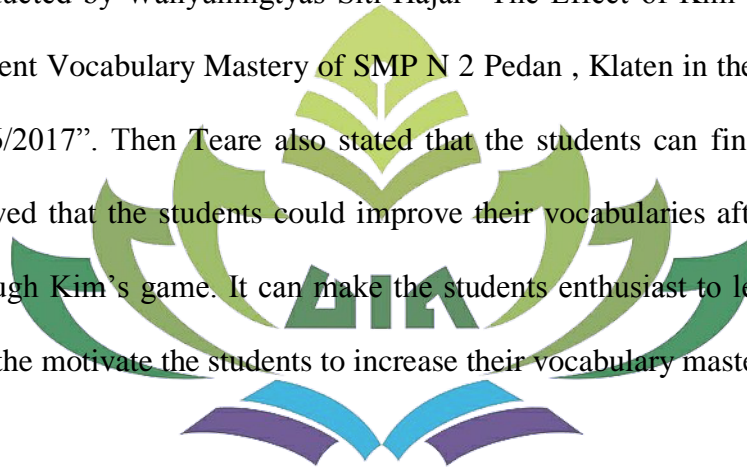 by Wahyuningtyas Siti Hajar "The Effect of Kim
ent Vocabulary Mastery of SMP N 2 Pedan , Klaten in the
6/2017”. Then Teare also stated that the students can fin
ved that the students could improve their vocabularies aft
ugh Kim’s game. It can make the students enthusiast to le
the motivate the students to increase their vocabulary maste
UIN